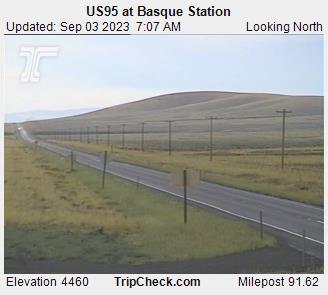 US95 at Basque Station
Updated: Sep 03 2023 7:07 AM Looking North
Elevation 4460 TripCheck.com Milepost 91.62